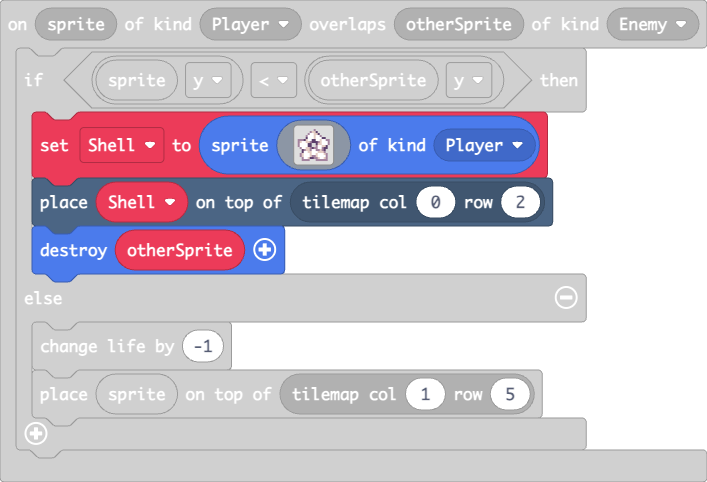 on sprite of kind Player overlaps otherSprite of kind Enemy
if sprite y < otherSprite y then
set Shell to sprite of kind Player
place Shell on top of tilemap col 0 row 2
destroy otherSprite
else
change life by -1
place sprite on top of tilemap col 1 row 5